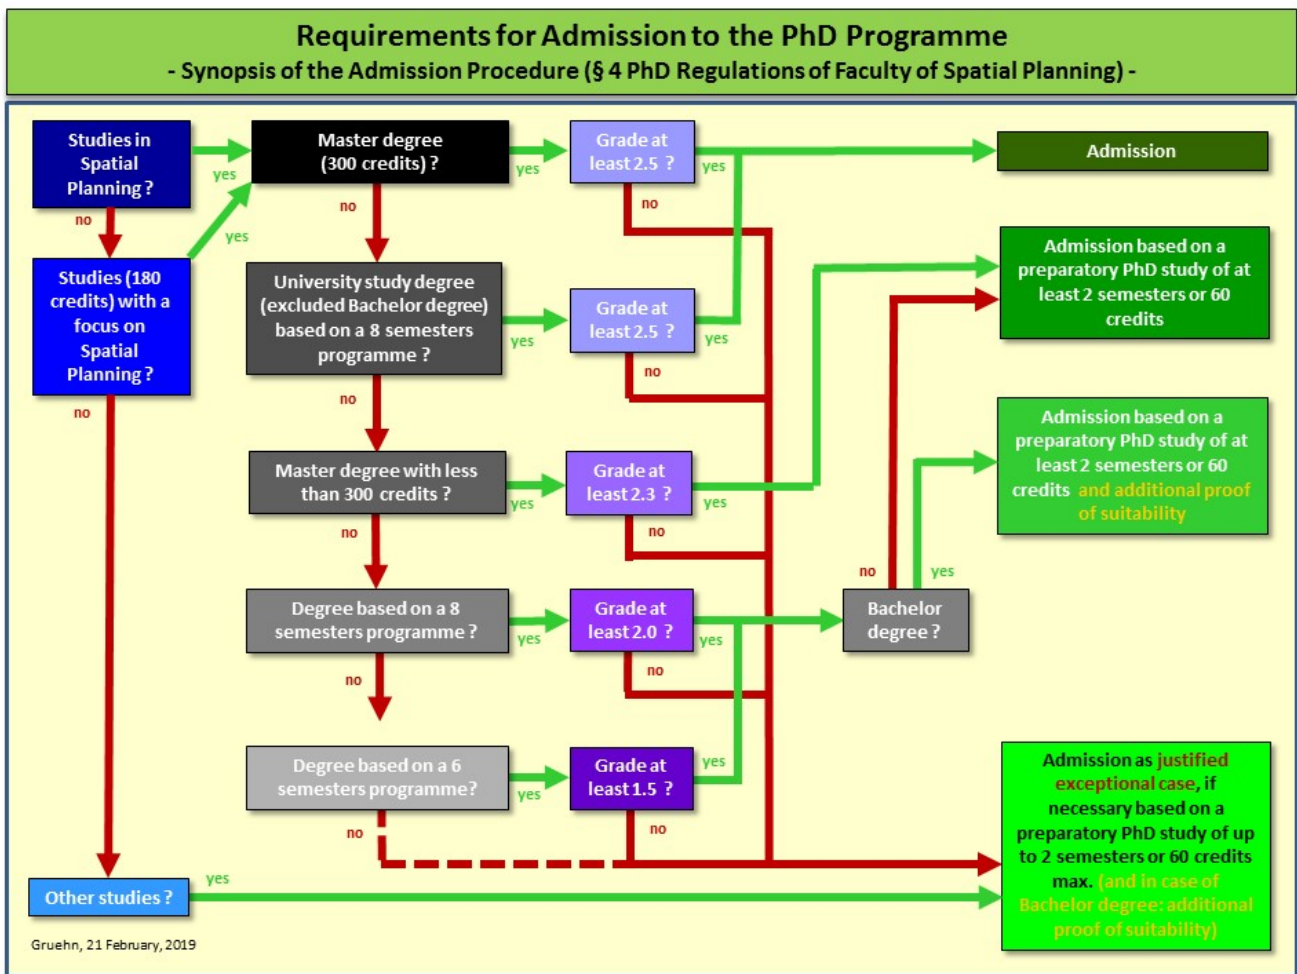 Requirements for Admission to the PhD Programme
- Synopsis of the Admission Procedure (§ 4 PhD Regulations of Faculty of Spatial Planning) -
Studies in
Spatial
Planning ?
yes
no
Master degree
(300 credits) ?
yes
no
Grade at
least 2.5 ?
yes
no
Admission
Studies (180
credits) with a
focus on
Spatial
Planning ?
yes
no
University study degree
(excluded Bachelor degree)
based on a 8 semesters
programme ?
yes
no
Grade at
least 2.5 ?
yes
no
Admission based on a
preparatory PhD study of at
least 2 semesters or 60
credits
Master degree with less
than 300 credits ?
yes
no
Grade at
least 2.3 ?
yes
no
Admission based on a
preparatory PhD study of at
least 2 semesters or 60
credits and additional proof
of suitability
Degree based on a 8
semesters programme ?
yes
no
Grade at
least 2.0 ?
yes
no
no
yes
Bachelor
degree ?
Degree based on a 6
semesters programme?
yes
no
Grade at
least 1.5 ?
yes
no
Admission as justified
exceptional case, if
necessary based on a
preparatory PhD study of up
to 2 semesters or 60 credits
max. (and in case of
Bachelor degree: additional
proof of suitability)
Other studies ?
yes
Gruehn, 21 February, 2019